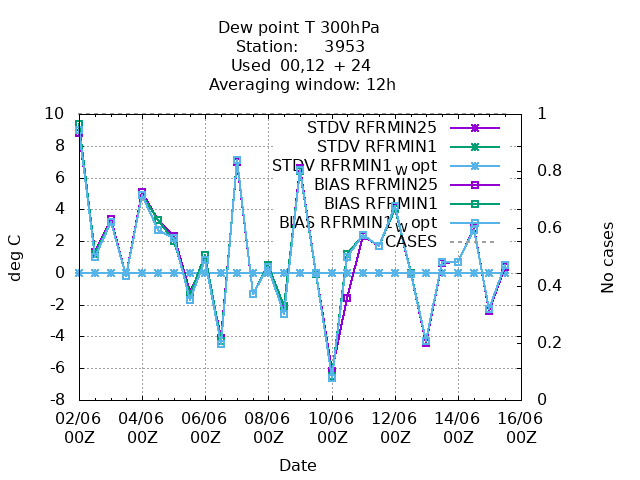 Dew point T 300hPa
Station: 3953
Used 00,12 + 24
Averaging window: 12h
10 1
STDV RFRMIN25
STDV RFRMIN1
8 STDV RFRMIN1 w opt 0.8
BIAS RFRMIN25
6
BIAS RFRMIN1
4
BIAS RFRMIN1 w opt 0.6
2 CASES
deg C No cases
0
0.4
-2
-4 0.2
-6
-8 0
02/06 04/06 06/06 08/06 10/06 12/06 14/06 16/06
00Z 00Z 00Z 00Z 00Z 00Z 00Z 00Z
Date